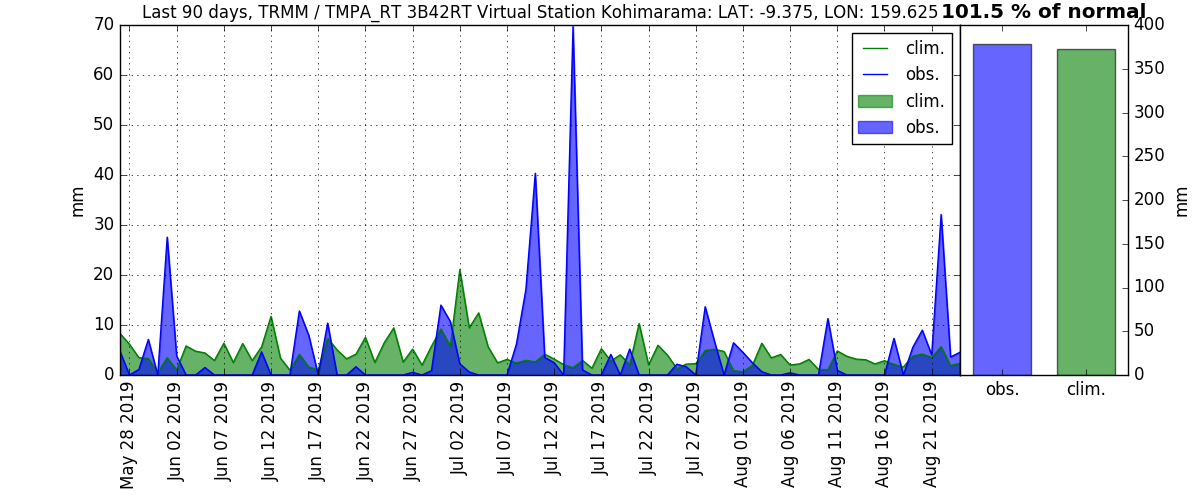 Last 90 days, TRMM / TMPA_RT 3B42RT Virtual Station Kohimarama: LAT: -9.375, LON: 159.625 101.5 % of normal
70
60
50
40
30
20
10
0
mm
clim.
obs.
clim.
obs.
400
350
300
250
200
150
100
50
0
mm
obs. clim.
May 28 2019
Jun 02 2019
Jun 07 2019
Jun 12 2019
Jun 17 2019
Jun 22 2019
Jun 27 2019
Jul 02 2019
Jul 07 2019
Jul 12 2019
Jul 17 2019
Jul 22 2019
Jul 27 2019
Aug 01 2019
Aug 06 2019
Aug 11 2019
Aug 16 2019
Aug 21 2019